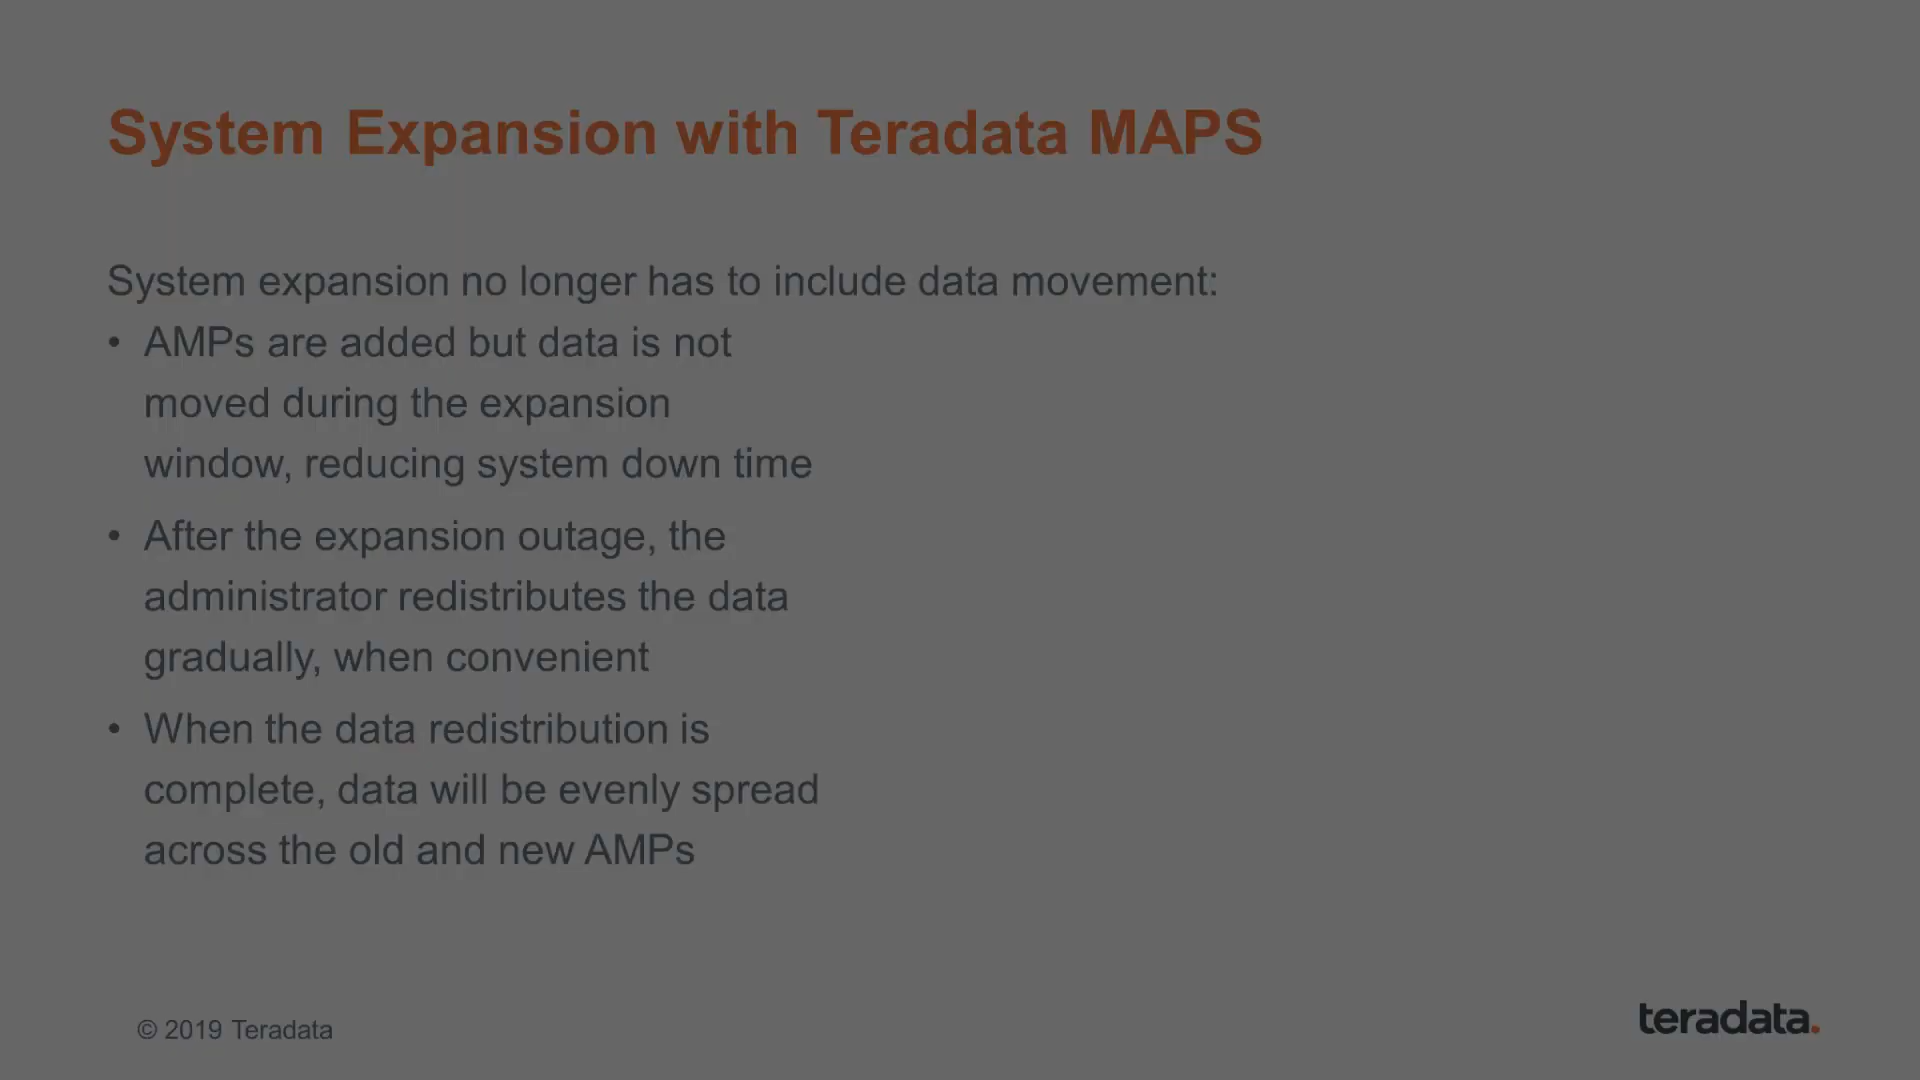 System Expansion with Teradata MAPS
System expansion no longer has to include data movement:
• AMPs are added but data is not
moved during the expansion
window, reducing system down time
• After the expansion outage, the
administrator redistributes the data
gradually, when convenient
• When the data redistribution is
complete, data will be evenly spread
across the old and new AMPs
© 2019 Teradata
teradata.